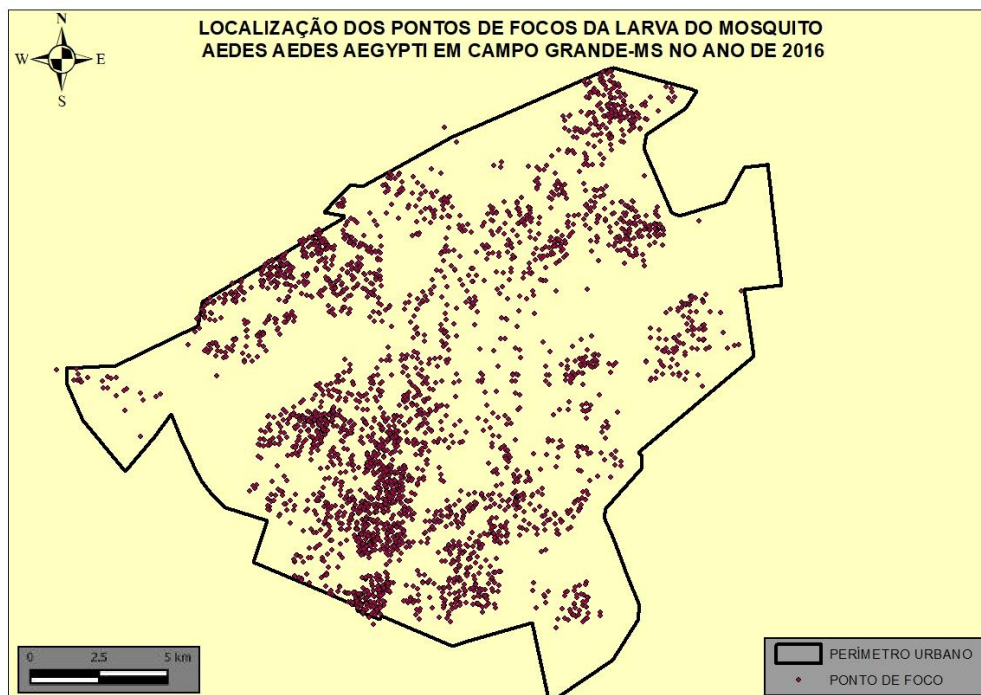 LOCALIZAÇÃO DOS PONTOS DE FOCOS DA LARVA DO MOSQUITO
AEDES AEDES AEGYPTI EM CAMPO GRANDE-MS NO ANO DE 2016
N
W E
S
0 2.5 5 km
PERÍMETRO URBANO
PONTO DE FOCO